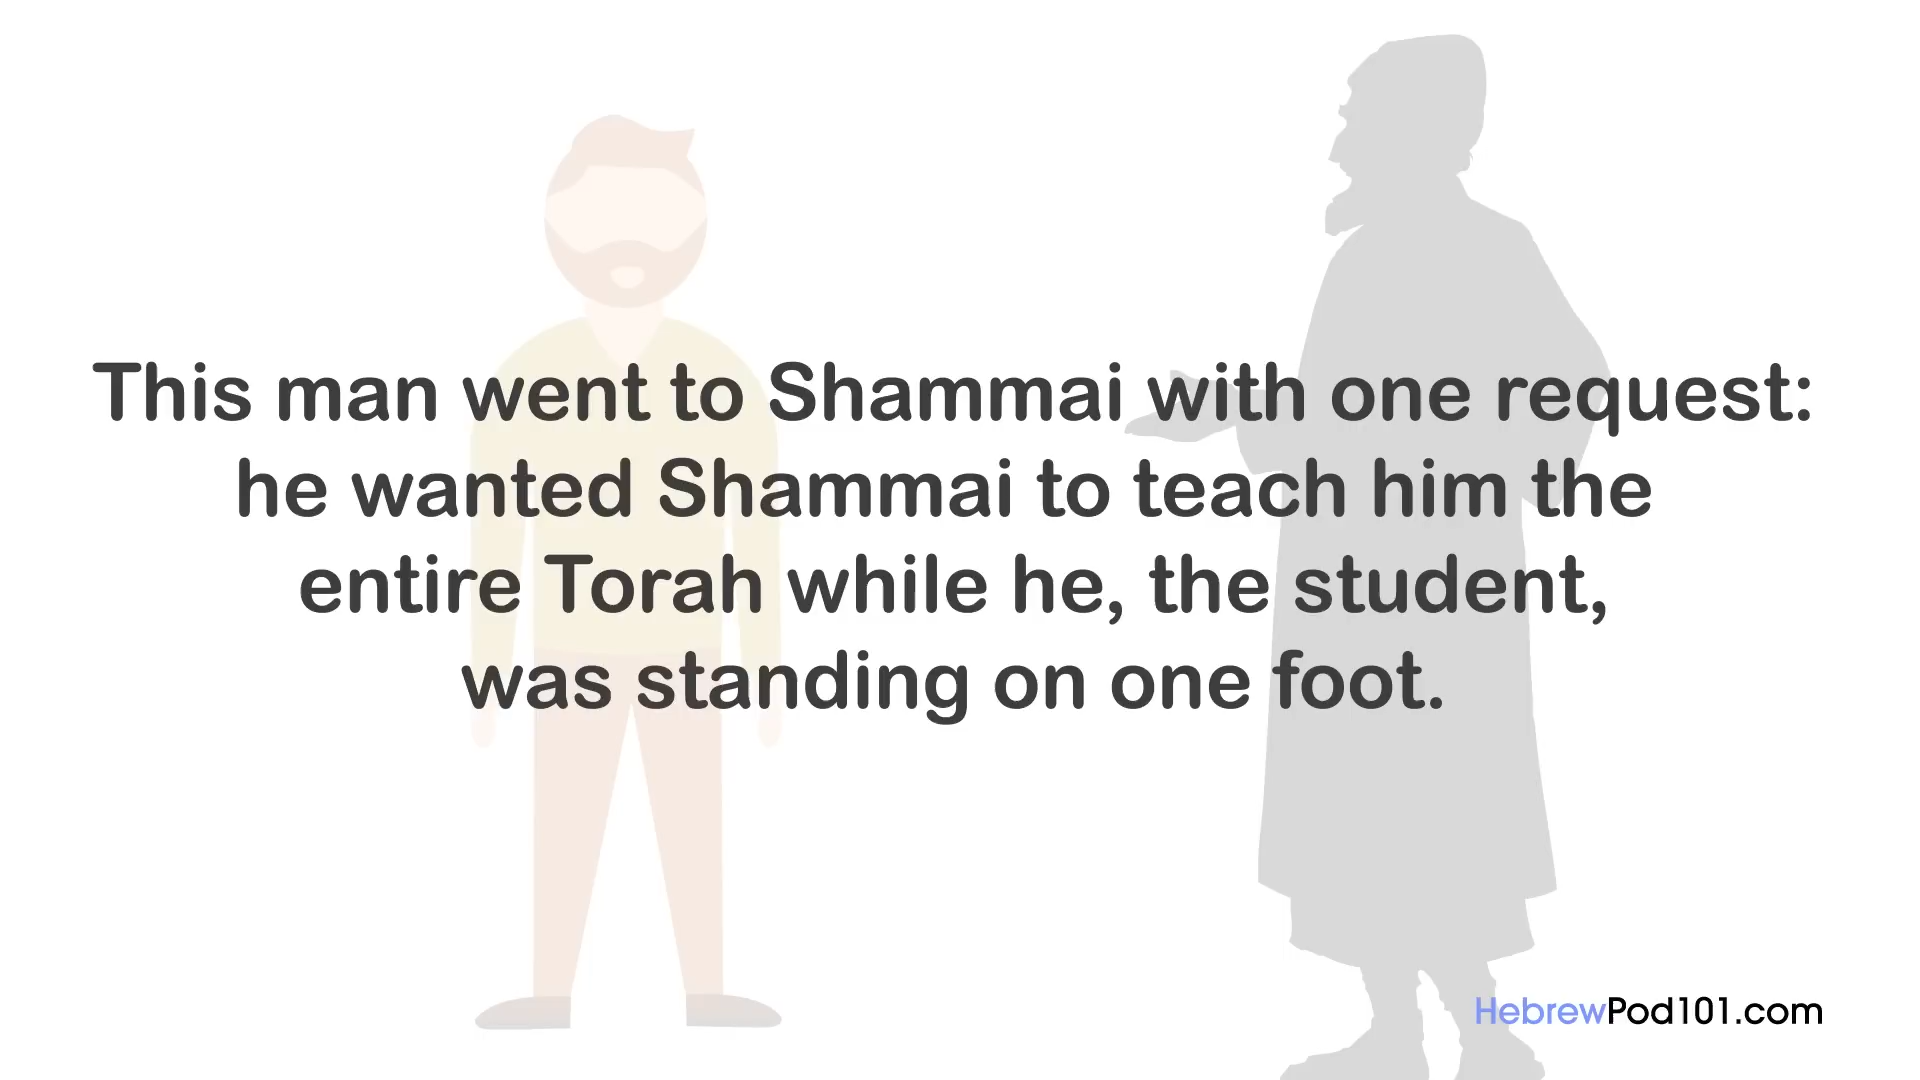 This man went to Shammai with one request:
he wanted Shammai to teach him the
entire Torah while he, the student,
was standing on one foot.
HebrewPod101.com